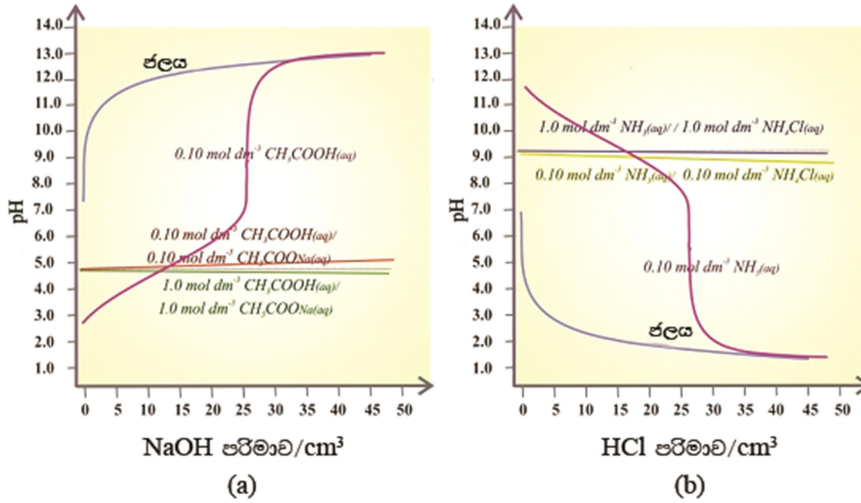 14.0
13.0
12.0
11.0
10.0
9.0
8.0
7.0
6.0
5.0
4.0
3.0
2.0
1.0
pH
ජලය
0.10 mol dm⁻³ CH₃COOH(aq)
0.10 mol dm⁻³ CH₃COOH(aq)/
0.10 mol dm⁻³ CH₃COONa(aq)
1.0 mol dm⁻³ CH₃COOH(aq)/
1.0 mol dm⁻³ CH₃COONa(aq)
0 5 10 15 20 25 30 35 40 45 50
NaOH පරිමාව/cm³
(a)
14.0
13.0
12.0
11.0
10.0
9.0
8.0
7.0
6.0
5.0
4.0
3.0
2.0
1.0
pH
1.0 mol dm⁻³ NH₃(aq)/ / 1.0 mol dm⁻³ NH₄Cl(aq)
0.10 mol dm⁻³ NH₃(aq)/ 0.10 mol dm⁻³ NH₄Cl(aq)
0.10 mol dm⁻³ NH₃(aq)
ජලය
0 5 10 15 20 25 30 35 40 45 50
HCl පරිමාව/cm³
(b)